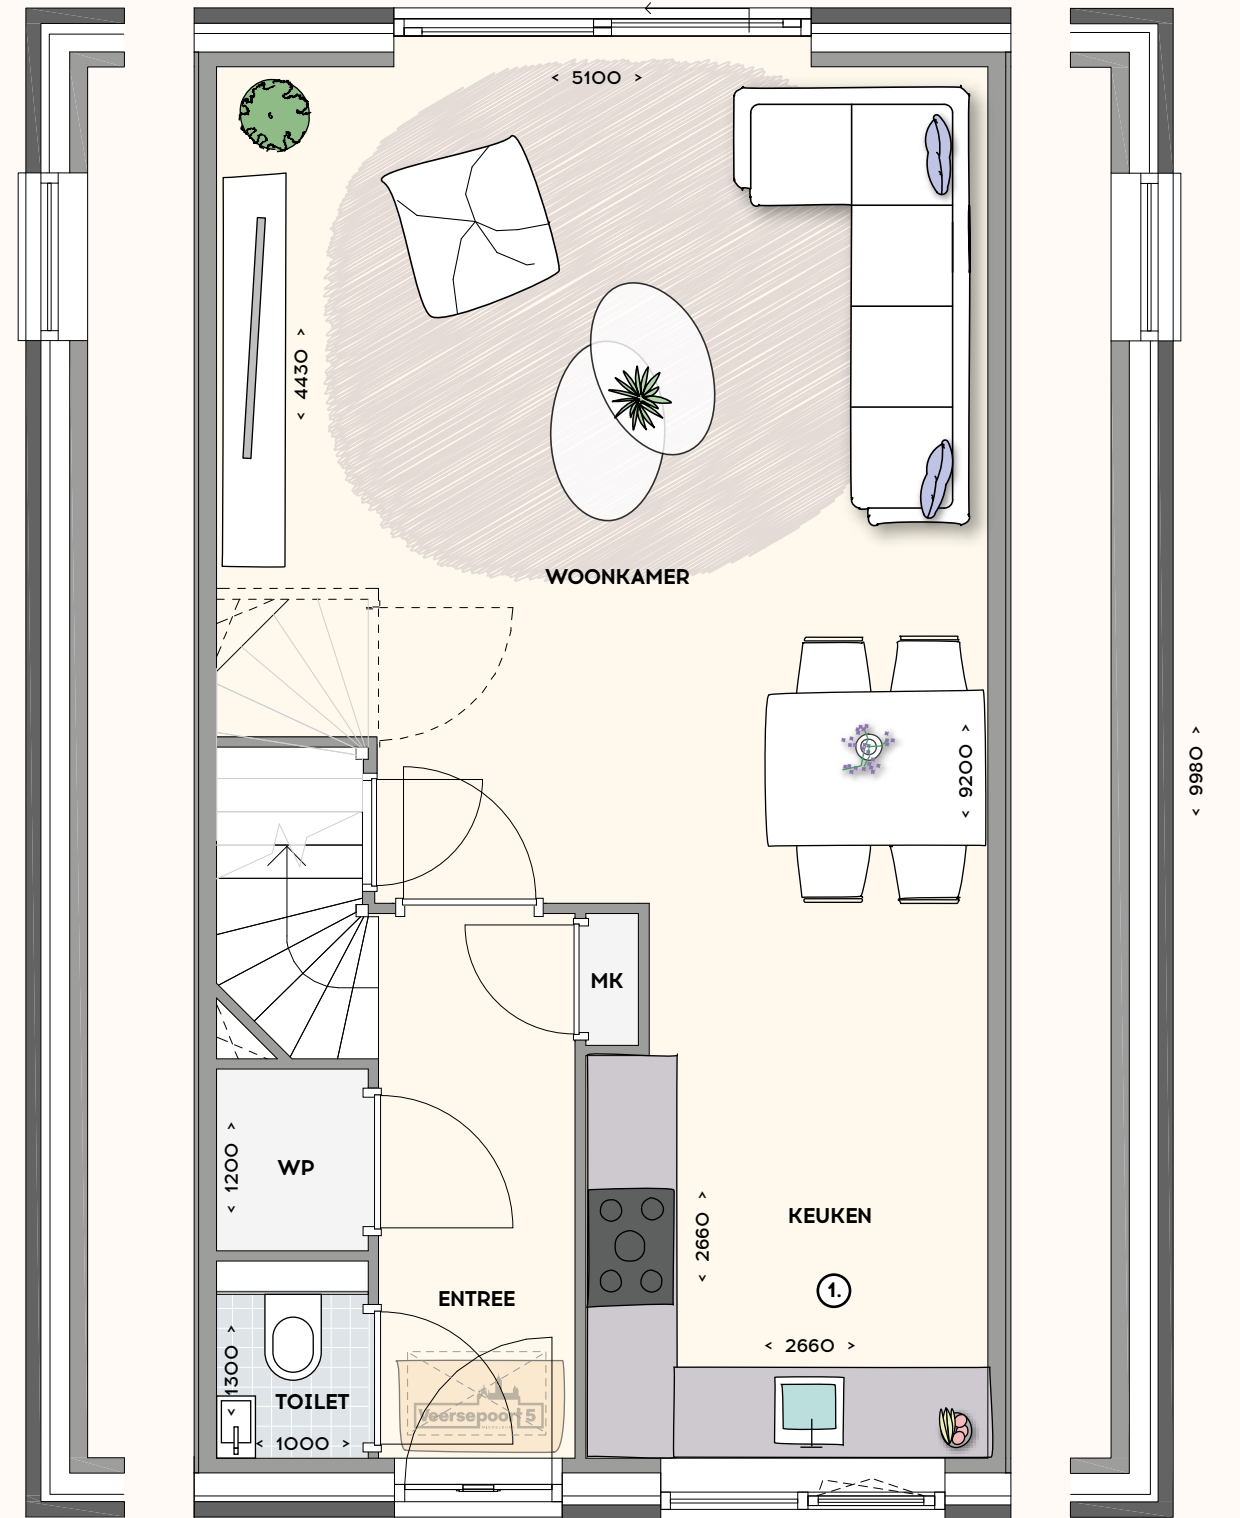 < 5100 >
< 4430 >
WOONKAMER
< 9200 >
< 9980 >
MK
< 1200 >
WP
< 2660 >
KEUKEN
1.
ENTREE
< 2660 >
< 1300 >
TOILET
Veersepoort 5
< 1000 >